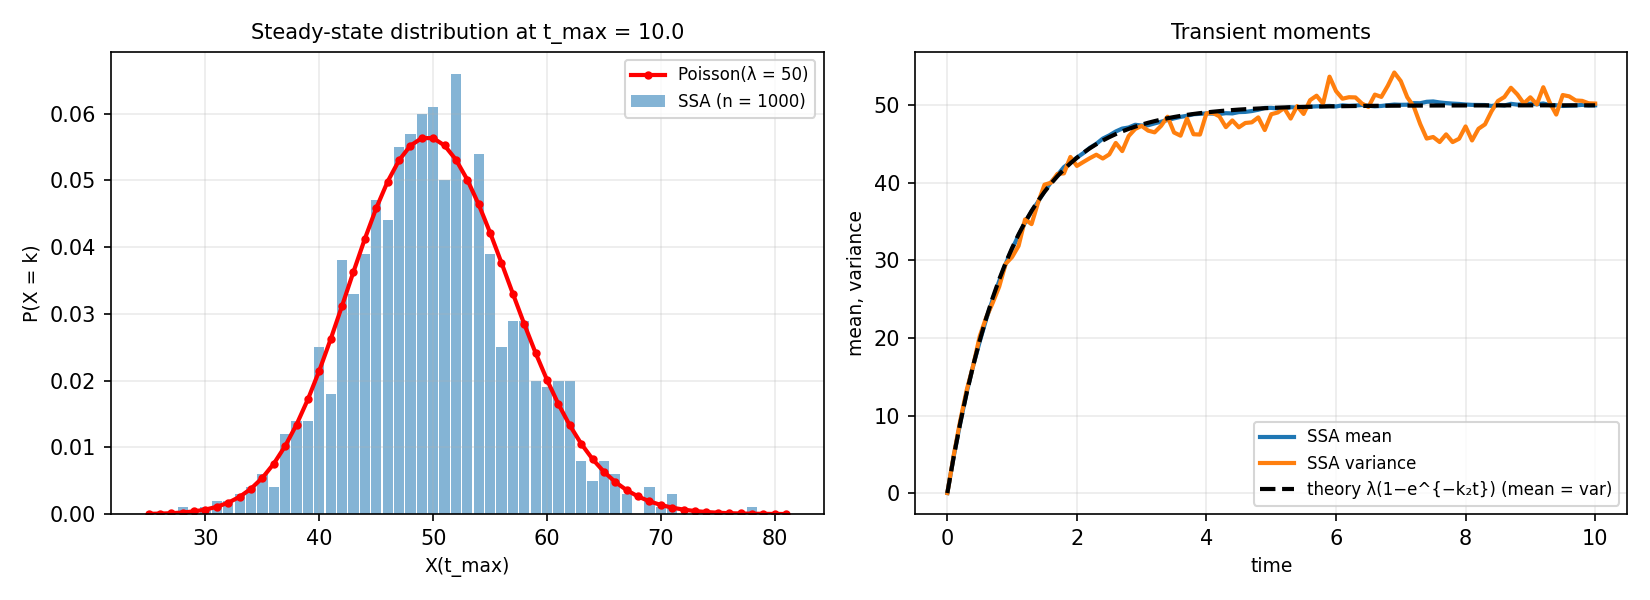 Steady-state distribution at t_max = 10.0
Poisson(λ = 50)
SSA (n = 1000)
P(X = k)
0.06
0.05
0.04
0.03
0.02
0.01
0.00
30 40 50 60 70 80
X(t_max)
Transient moments
mean, variance
50
40
30
20
10
0
SSA mean
SSA variance
theory λ(1−e^{−k₂t}) (mean = var)
0 2 4 6 8 10
time